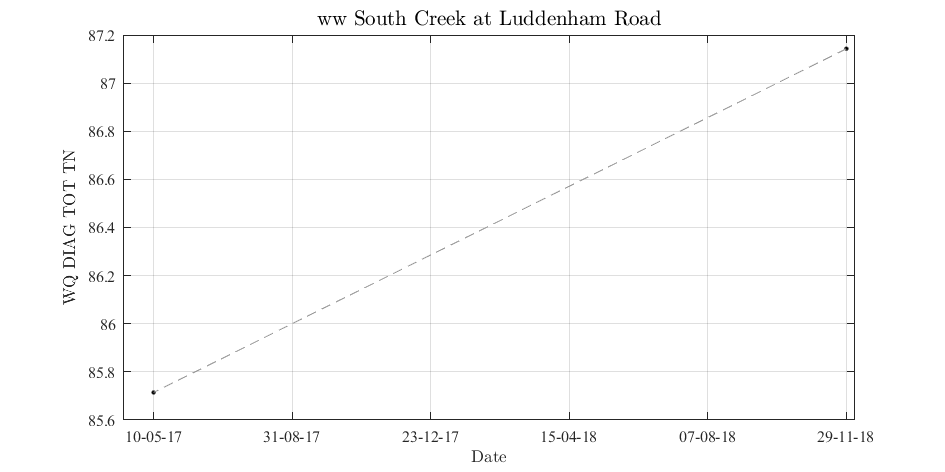 ww South Creek at Luddenham Road
87.2
87
86.8
86.6
86.4
86.2
86
85.8
85.6
WQ DIAG TOT TN
10-05-17 31-08-17 23-12-17 15-04-18 07-08-18 29-11-18
Date